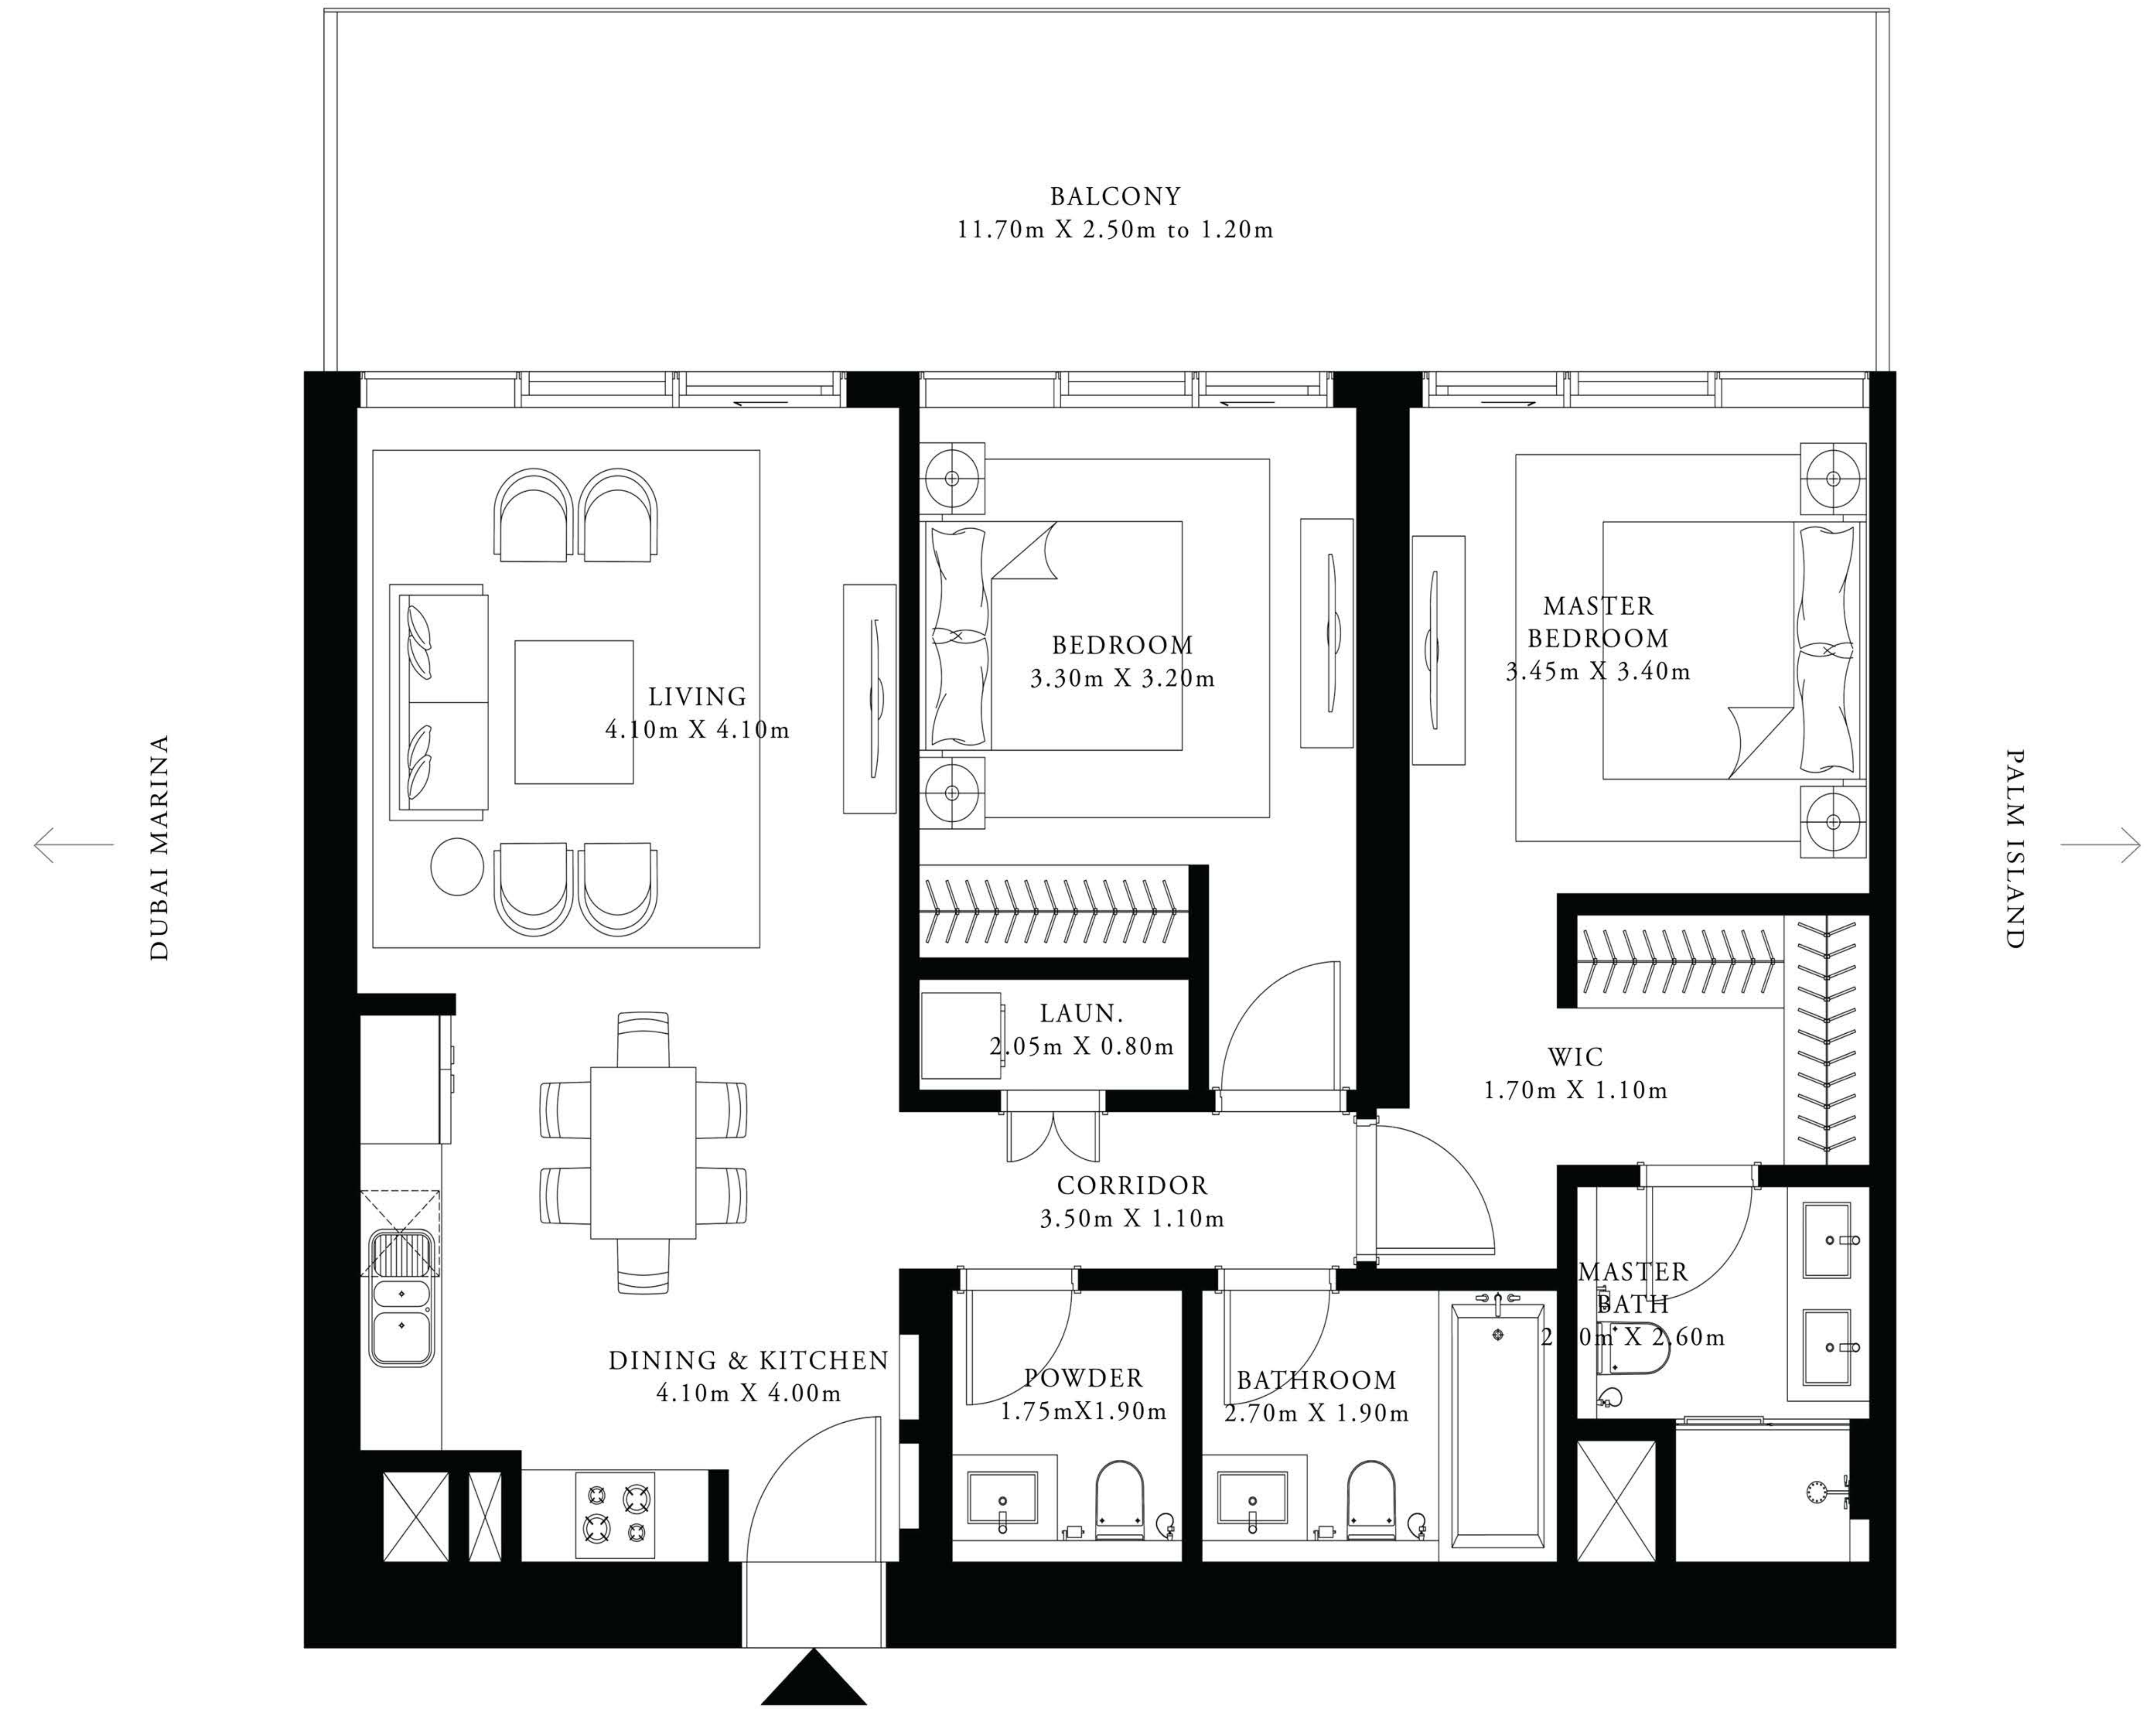 BALCONY
11.70m X 2.50m to 1.20m
LIVING
4.10m X 4.10m
BEDROOM
3.30m X 3.20m
MASTER
BEDROOM
3.45m X 3.40m
DUBAI MARINA
PALM ISLAND
LAUN.
2.05m X 0.80m
WIC
1.70m X 1.10m
CORRIDOR
3.50m X 1.10m
DINING & KITCHEN
4.10m X 4.00m
POWDER
1.75mX1.90m
BATHROOM
2.70m X 1.90m
MASTER
BATH
X 2.60m